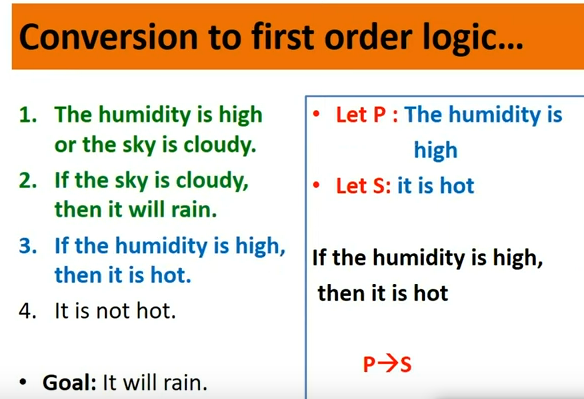 Conversion to first order logic...
1. The humidity is high
or the sky is cloudy.
2. If the sky is cloudy,
then it will rain.
3. If the humidity is high,
then it is hot.
4. It is not hot.
• Goal: It will rain.
• Let P : The humidity is
high
• Let S: it is hot
If the humidity is high,
then it is hot
P→S